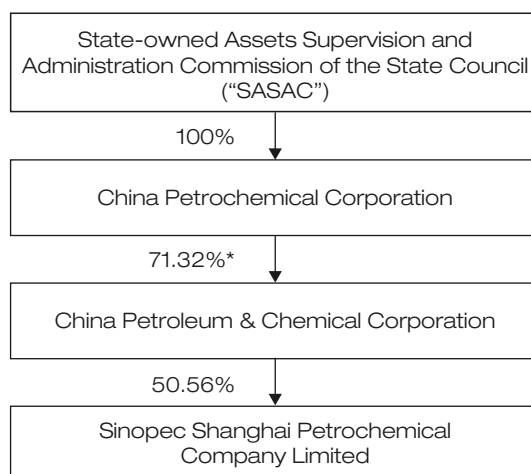 State-owned Assets Supervision and
Administration Commission of the State Council
(“SASAC”)
100%
China Petrochemical Corporation
71.32%*
China Petroleum & Chemical Corporation
50.56%
Sinopec Shanghai Petrochemical
Company Limited